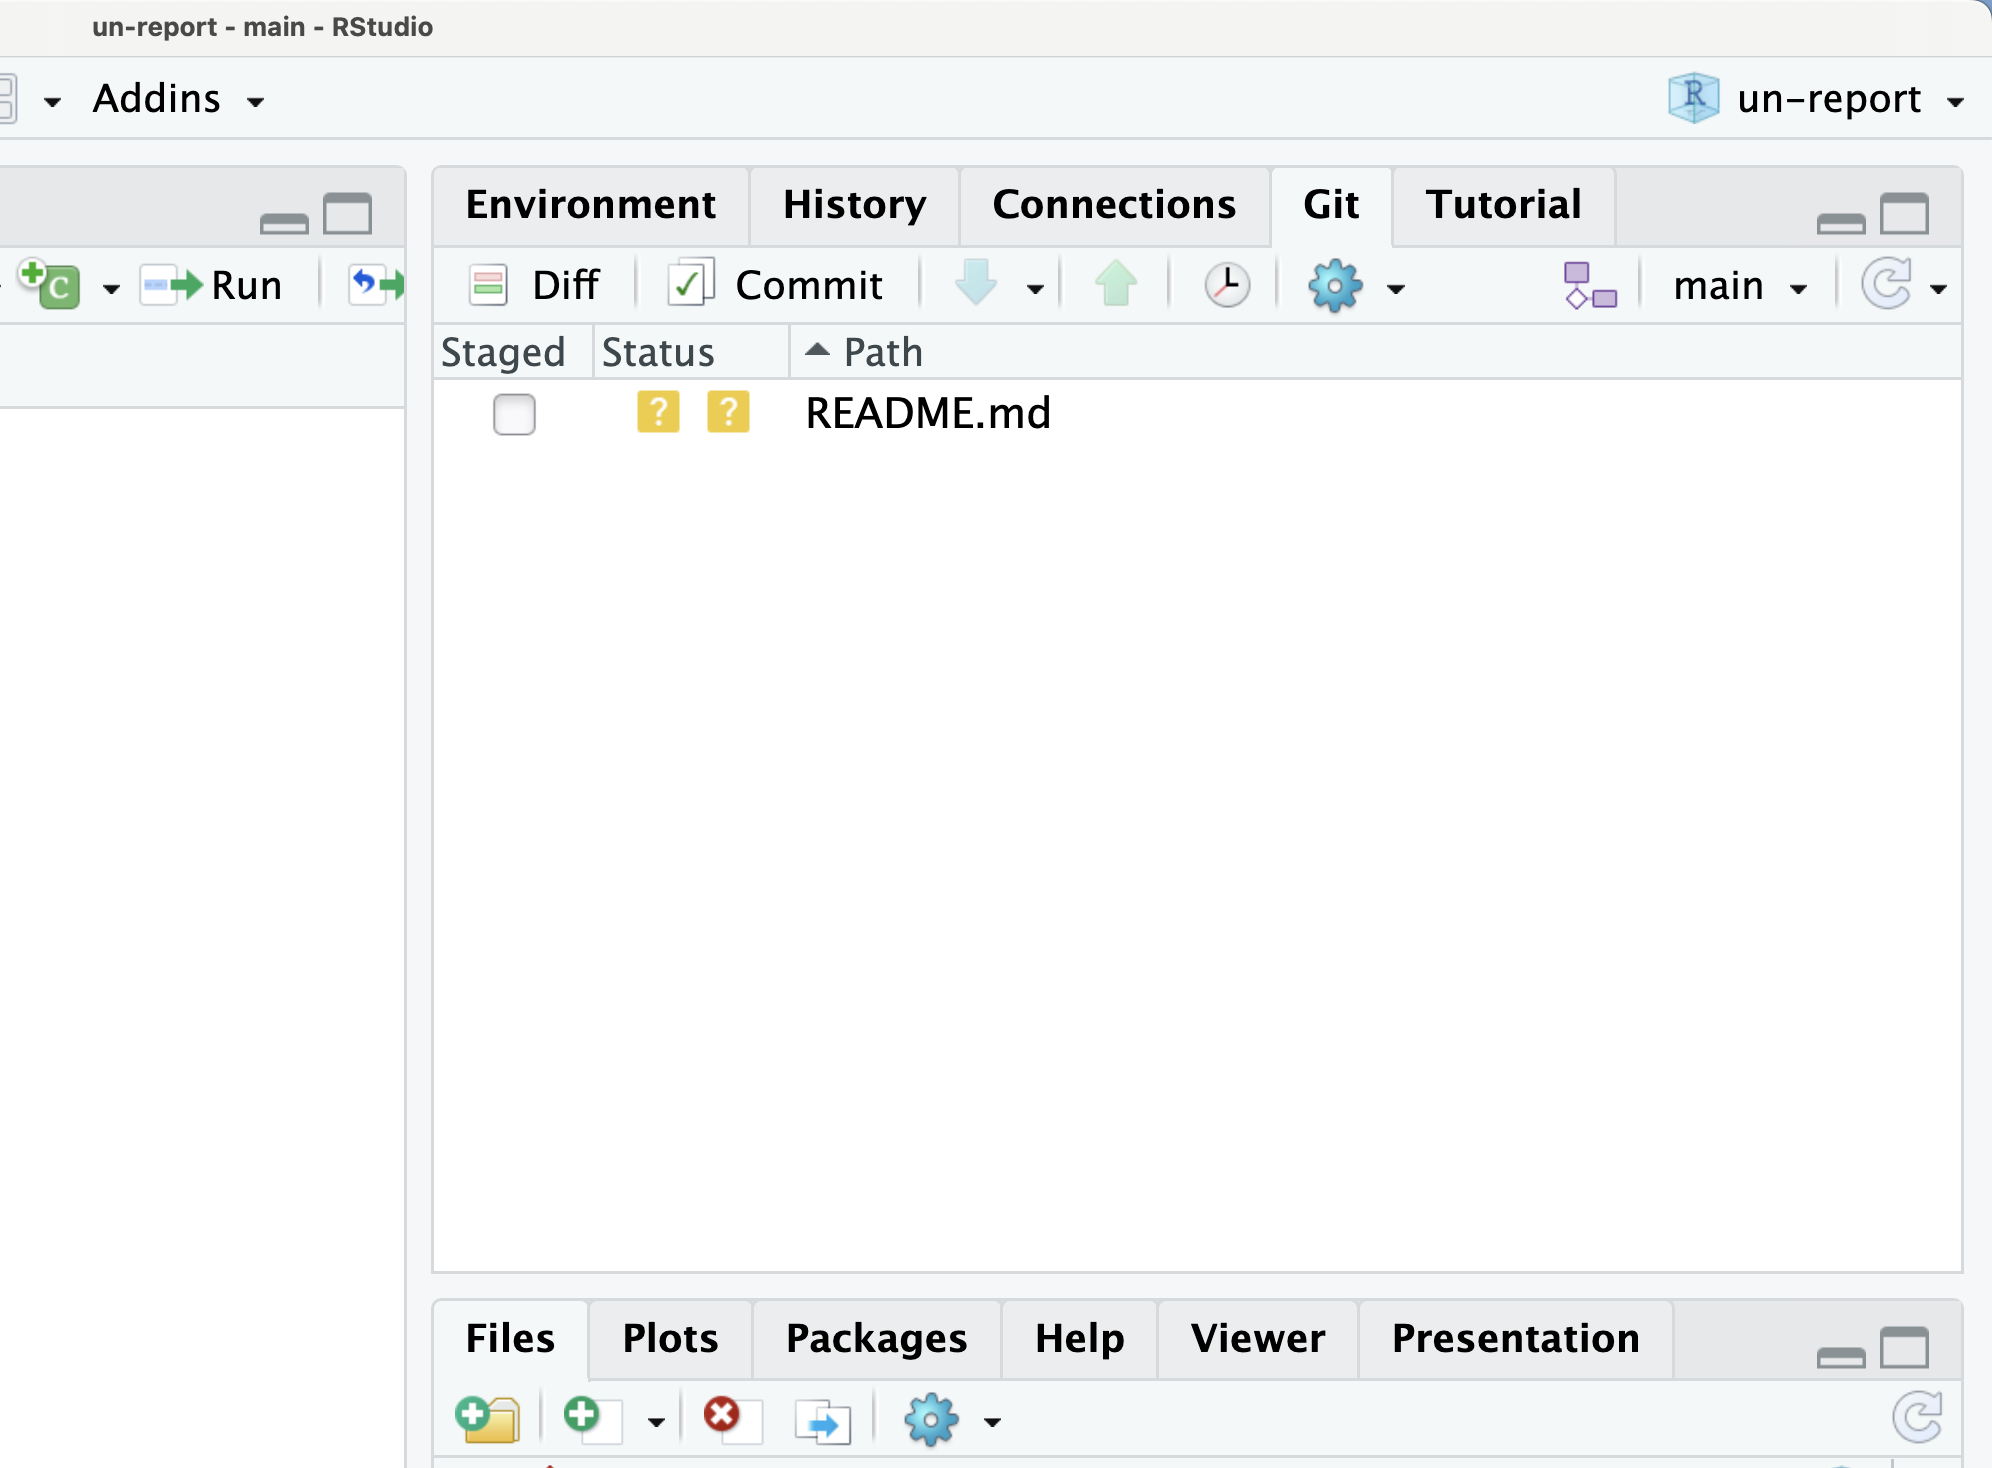 un-report - main - RStudio
Addins
un-report
Environment History Connections Git Tutorial
Run
Diff Commit main
Staged Status Path
README.md
Files Plots Packages Help Viewer Presentation